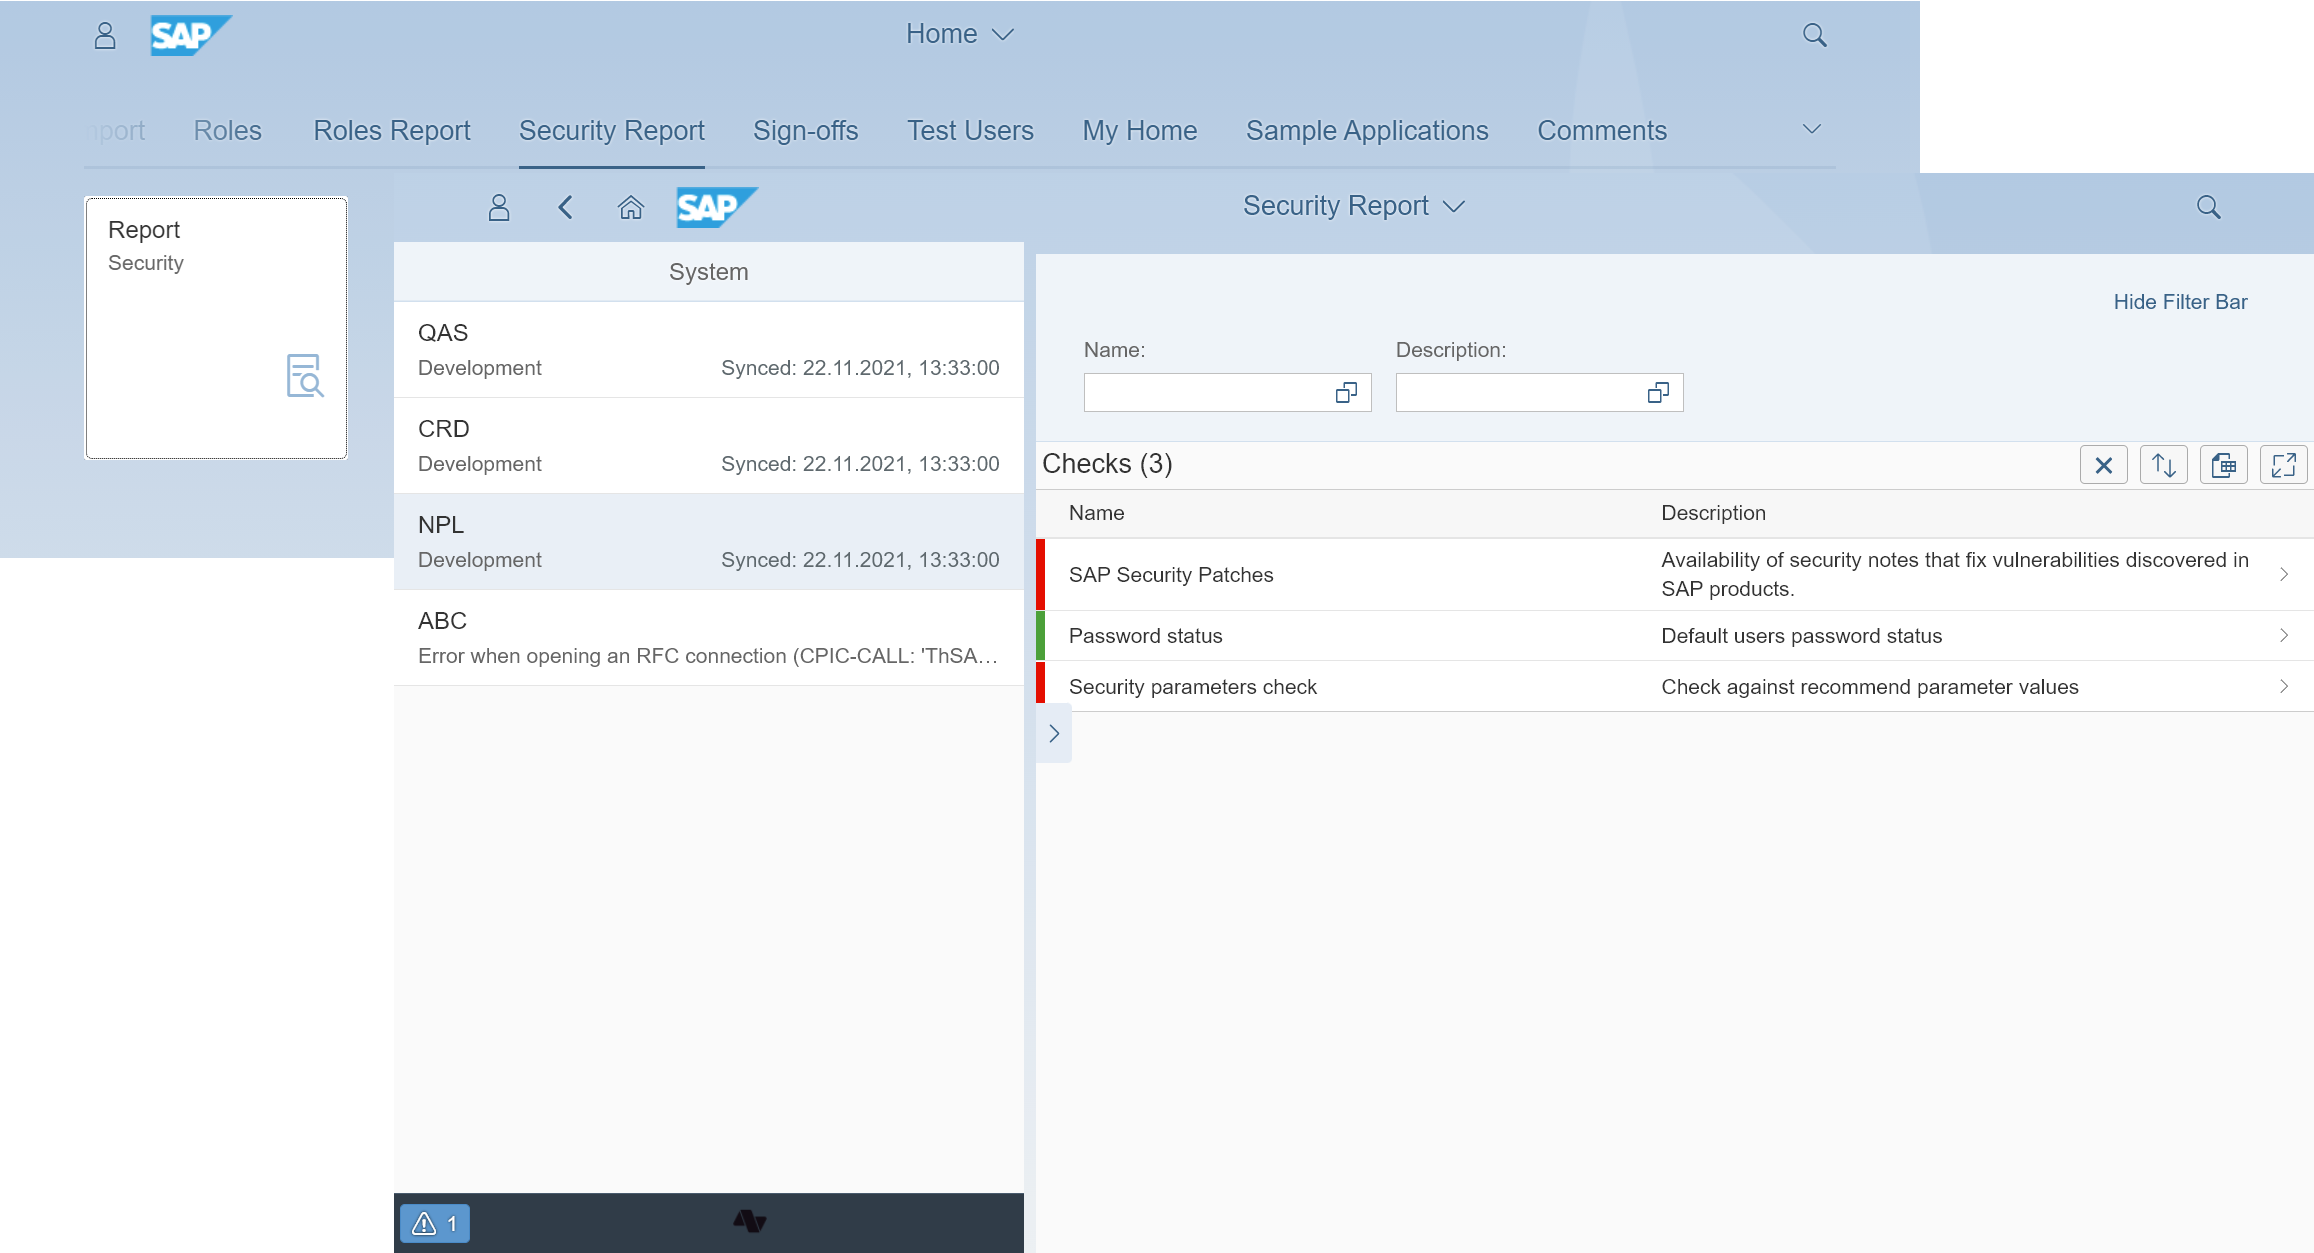 SAP
Home
Roles
Roles Report
Security Report
Sign-offs
Test Users
My Home
Sample Applications
Comments
Report
Security
SAP
Security Report
System
QAS
Development
Synced: 22.11.2021, 13:33:00
CRD
Development
Synced: 22.11.2021, 13:33:00
NPL
Development
Synced: 22.11.2021, 13:33:00
ABC
Error when opening an RFC connection (CPIC-CALL: 'ThSA...
1
Hide Filter Bar
Name:
Description:
Checks (3)
Name
Description
SAP Security Patches
Availability of security notes that fix vulnerabilities discovered in
SAP products.
Password status
Default users password status
Security parameters check
Check against recommend parameter values